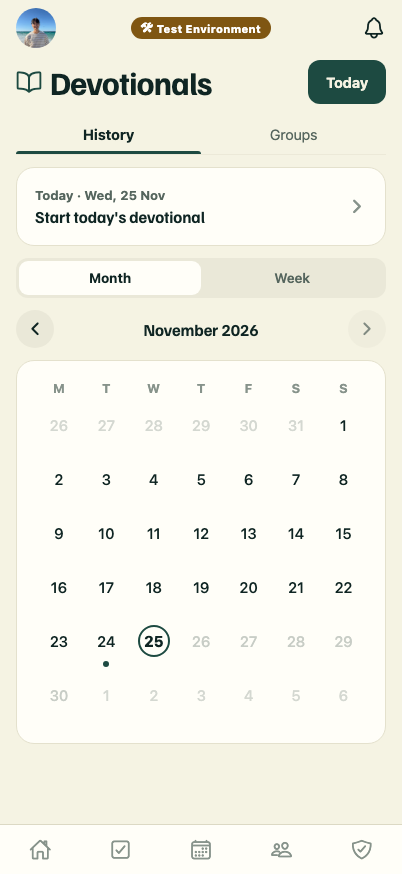 🛠 Test Environment
Devotionals
Today
History Groups
Today · Wed, 25 Nov
Start today's devotional
Month Week
November 2026
M T W T F S S
26 27 28 29 30 31 1
2 3 4 5 6 7 8
9 10 11 12 13 14 15
16 17 18 19 20 21 22
23 24 25 26 27 28 29
30 1 2 3 4 5 6